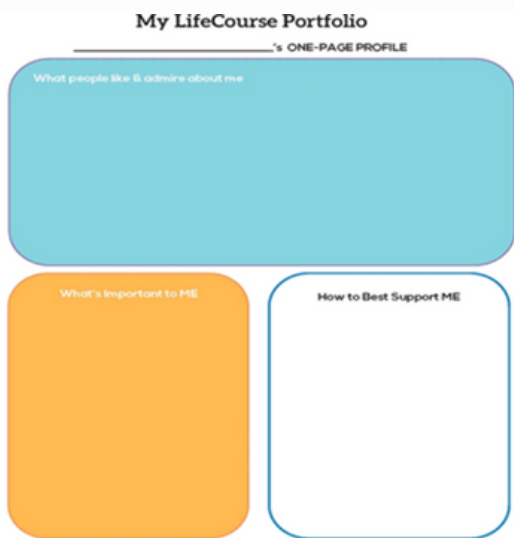 My LifeCourse Portfolio
____________________'s ONE-PAGE PROFILE
What people like & admire about me
What's Important to ME
How to Best Support ME